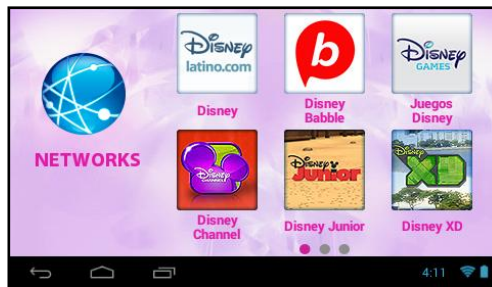 Disney
latino.com
Disney
b
Disney
Babble
Disney
GAMES
Juegos
Disney
NETWORKS
Disney
CHANNEL
Disney
Channel
Disney
Junior
Disney Junior
Disney
XD
Disney XD
4:11